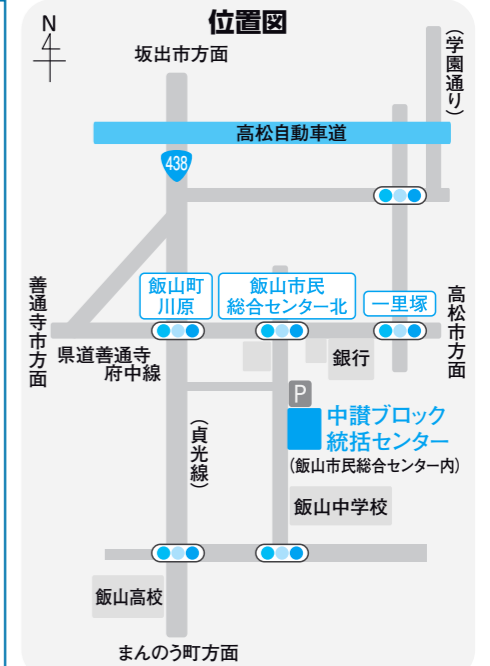 位置図
N
坂出市方面
(学園通り)
高松自動車道
438
飯山町
川原
飯山市民
総合センター北
一里塚
善通寺市方面
高松市方面
県道善通寺
府中線
銀行
P
中讃ブロック
統括センター
(飯山市民総合センター内)
(貞光線)
飯山中学校
飯山高校
まんのう町方面